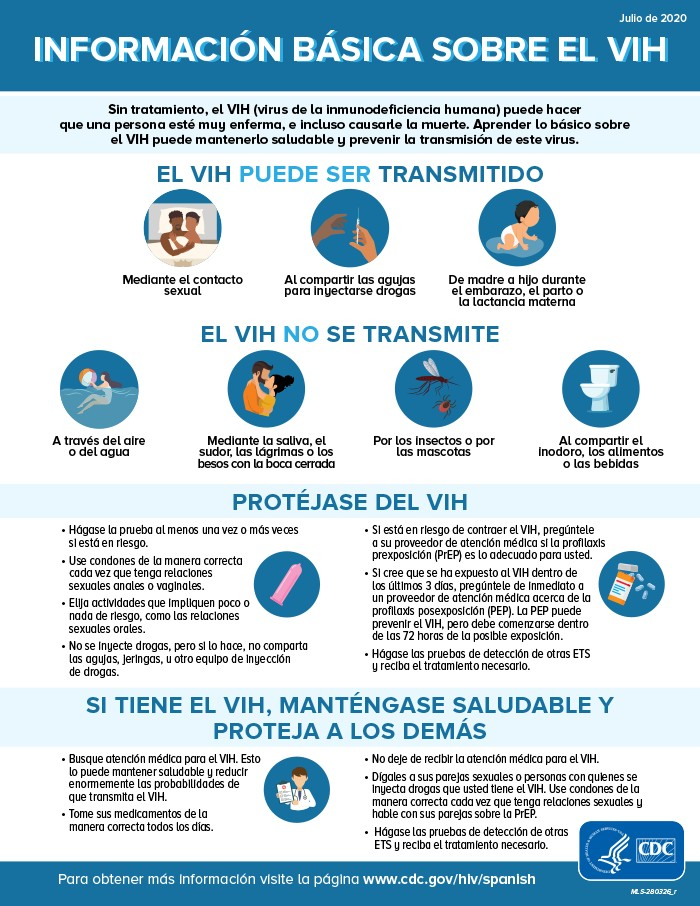 Julio de 2020
INFORMACIÓN BÁSICA SOBRE EL VIH
Sin tratamiento, el VIH (virus de la inmunodeficiencia humana) puede hacer
que una persona esté muy enferma, e incluso causarle la muerte. Aprender lo básico sobre
el VIH puede mantenerlo saludable y prevenir la transmisión de este virus.
EL VIH PUEDE SER TRANSMITIDO
Mediante el contacto
sexual
Al compartir las agujas
para inyectarse drogas
De madre a hijo durante
el embarazo, el parto o
la lactancia materna
EL VIH NO SE TRANSMITE
A través del aire
o del agua
Mediante la saliva, el
sudor, las lágrimas o los
besos con la boca cerrada
Por los insectos o por
las mascotas
Al compartir el
inodoro, los alimentos
o las bebidas
PROTÉJASE DEL VIH
• Hágase la prueba al menos una vez o más veces
si está en riesgo.
• Use condones de la manera correcta
cada vez que tenga relaciones
sexuales anales o vaginales.
• Elija actividades que impliquen poco o
nada de riesgo, como las relaciones
sexuales orales.
• No se inyecte drogas, pero si lo hace, no comparta
las agujas, jeringas, u otro equipo de inyección
de drogas.
• Si está en riesgo de contraer el VIH, pregúntele
a su proveedor de atención médica si la profilaxis
prexposición (PrEP) es lo adecuado para usted.
• Si cree que se ha expuesto al VIH dentro de
los últimos 3 días, pregúntele de inmediato a
un proveedor de atención médica acerca de la
profilaxis posexposición (PEP). La PEP puede
prevenir el VIH, pero debe comenzarse dentro
de las 72 horas de la posible exposición.
• Hágase las pruebas de detección de otras ETS
y reciba el tratamiento necesario.
SI TIENE EL VIH, MANTÉNGASE SALUDABLE Y
PROTEJA A LOS DEMÁS
• Busque atención médica para el VIH. Esto
lo puede mantener saludable y reducir
enormemente las probabilidades de
que transmita el VIH.
• Tome sus medicamentos de la
manera correcta todos los días.
• No deje de recibir la atención médica para el VIH.
• Dígales a sus parejas sexuales o personas con quienes se
inyecta drogas que usted tiene el VIH. Use condones de la
manera correcta cada vez que tenga relaciones sexuales y
hable con sus parejas sobre la PrEP.
• Hágase las pruebas de detección de otras
ETS y reciba el tratamiento necesario.
CDC
Para obtener más información visite la página www.cdc.gov/hiv/spanish
MLS-280326_r